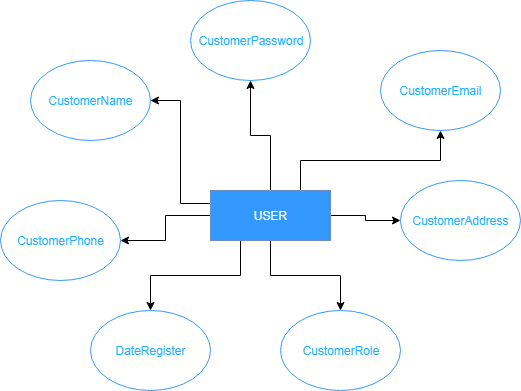 CustomerPassword
CustomerName
CustomerEmail
USER
CustomerAddress
CustomerPhone
DateRegister
CustomerRole